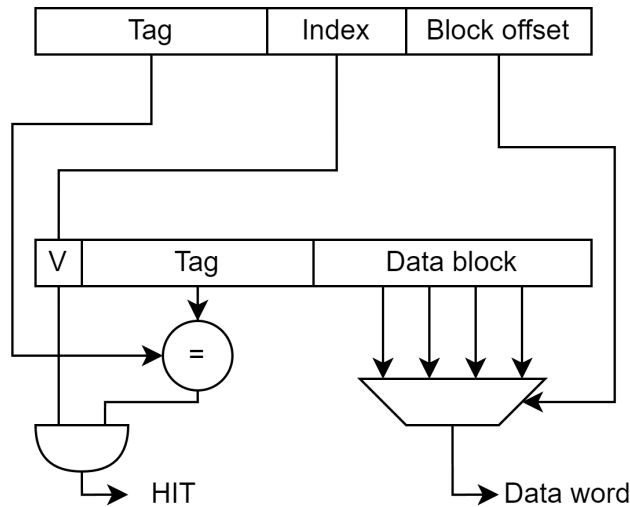 Tag Index Block offset
V Tag Data block
=
HIT Data word